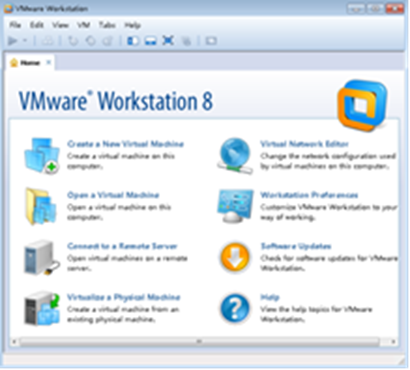 VMware Workstation
File Edit View VM Tabs Help
Home
VMware® Workstation 8
Create a New Virtual Machine
Create a virtual machine on this
computer.
Virtual Network Editor
Change the network configuration used
by virtual machines on this computer.
Open a Virtual Machine
Open a virtual machine on this
computer.
Workstation Preferences
Customize VMware Workstation to your
way of working.
Connect to a Remote Server
Open virtual machines on a remote
server.
Software Updates
Check for software updates for VMware
Workstation.
Virtualize a Physical Machine
Create a virtual machine from an
existing physical machine.
Help
View the help topics for VMware
Workstation.